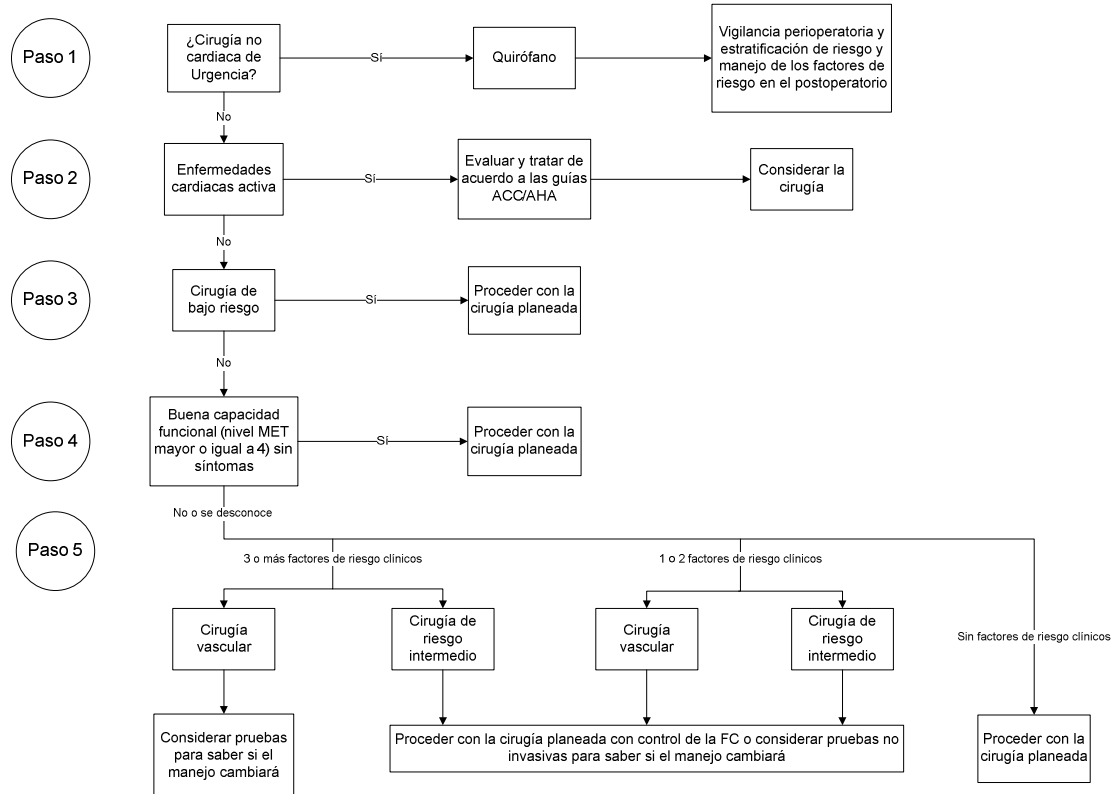 Paso 1
¿Cirugía no
cardiaca de
Urgencia?
Sí
Quirófano
Vigilancia perioperatoria y
estratificación de riesgo y
manejo de los factores de
riesgo en el postoperatorio
No
Paso 2
Enfermedades
cardiacas activa
Sí
Evaluar y tratar de
acuerdo a las guías
ACC/AHA
Considerar la
cirugía
No
Paso 3
Cirugía de
bajo riesgo
Sí
Proceder con la
cirugía planeada
No
Paso 4
Buena capacidad
funcional (nivel MET
mayor o igual a 4) sin
síntomas
Sí
Proceder con la
cirugía planeada
No o se desconoce
Paso 5
3 o más factores de riesgo clínicos
1 o 2 factores de riesgo clínicos
Sin factores de riesgo clínicos
Cirugía
vascular
Cirugía de
riesgo
intermedio
Cirugía
vascular
Cirugía de
riesgo
intermedio
Considerar pruebas
para saber si el
manejo cambiará
Proceder con la cirugía planeada con control de la FC o considerar pruebas no
invasivas para saber si el manejo cambiará
Proceder con la
cirugía planeada